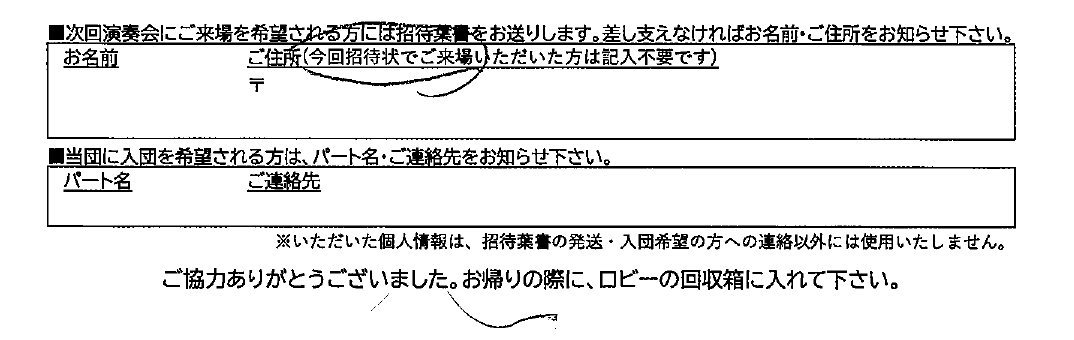 ■次回演奏会にご来場を希望される方には招待葉書をお送りします。差し支えなければお名前・ご住所をお知らせ下さい。
お名前 ご住所(今回招待状でご来場いただいた方は記入不要です)
〒
■当団に入団を希望される方は、パート名・ご連絡先をお知らせ下さい。
パート名 ご連絡先
※いただいた個人情報は、招待葉書の発送・入団希望の方への連絡以外には使用いたしません。
ご協力ありがとうございました。お帰りの際に、ロビーの回収箱に入れて下さい。